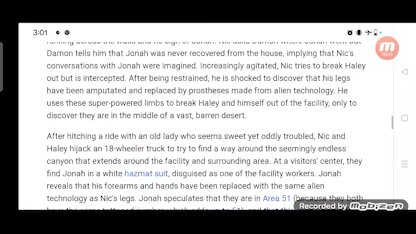 3:01
running across the walls and no sign of Jonah. Nic asks Damon where Jonah went but
Damon tells him that Jonah was never recovered from the house, implying that Nic's
conversations with Jonah were imagined. Increasingly agitated, Nic tries to break Haley
out but is intercepted. After being restrained, he is shocked to discover that his legs
have been amputated and replaced by prostheses made from alien technology. He
uses these super-powered limbs to break Haley and himself out of the facility, only
to discover they are in the middle of a vast, barren desert.
After hitching a ride with an old lady who seems sweet yet oddly troubled, Nic and
Haley hijack an 18-wheeler truck to try to find a way around the seemingly endless
canyon that extends around the facility and surrounding area. At a visitors' center, they
find Jonah in a white hazmat suit, disguised as one of the facility workers. Jonah
reveals that his forearms and hands have been replaced with the same alien
technology as Nic's legs. Jonah speculates that they are in Area 51 (because they both
Recorded by
mobizen